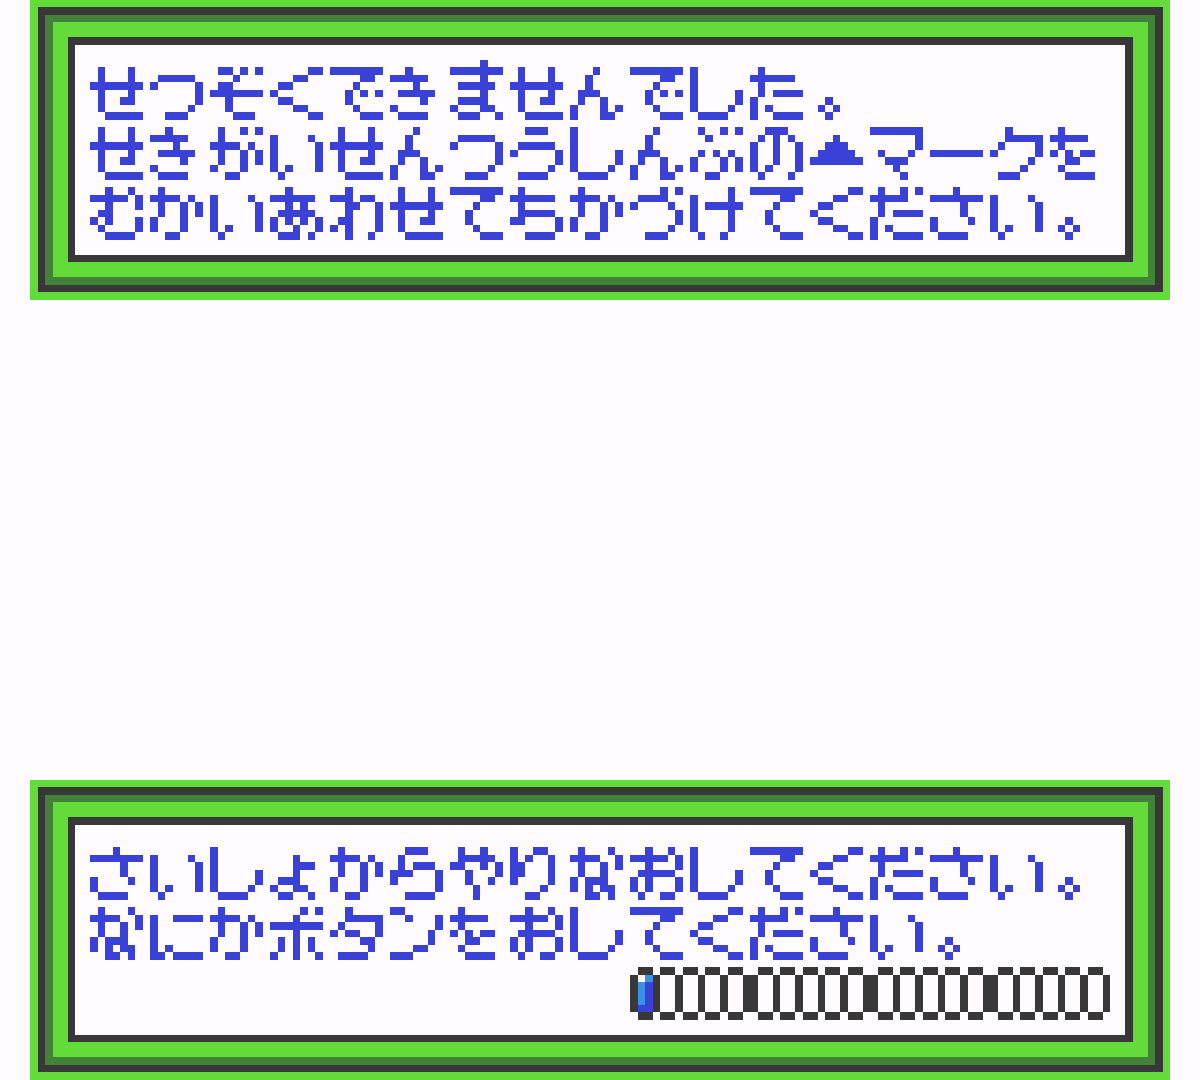 せつぞくできませんでした。
せきがいせんつうしんぶの▲マークを
むかいあわせてちかづけてください。
さいしょからやりなおしてください。
なにかボタンをおしてください。